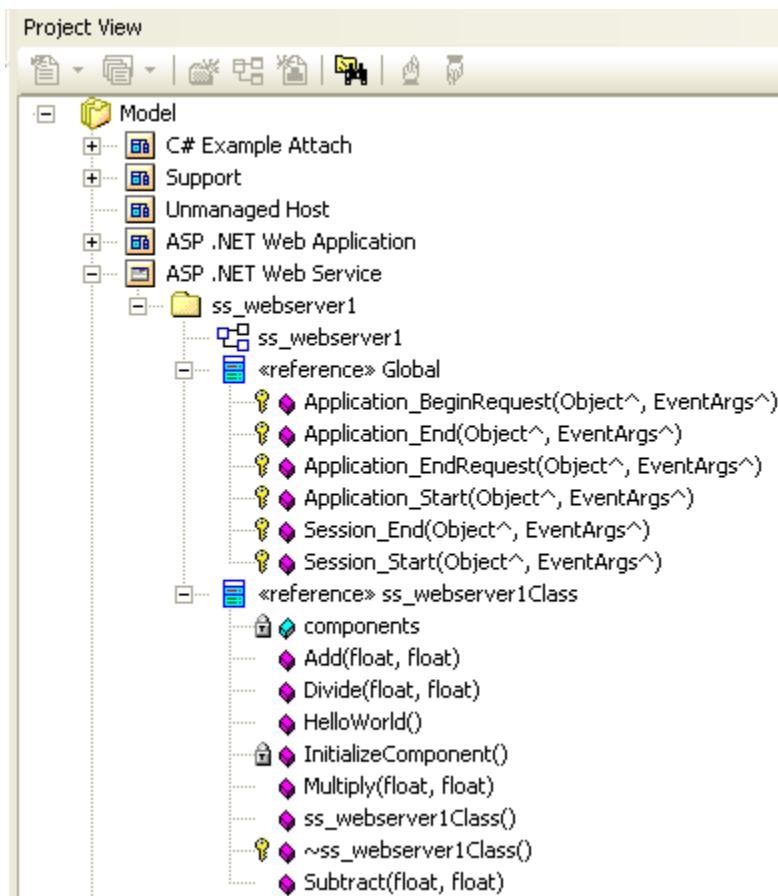 Project View
Model
C# Example Attach
Support
Unmanaged Host
ASP .NET Web Application
ASP .NET Web Service
ss_webserver1
ss_webserver1
«reference» Global
Application_BeginRequest(Object^, EventArgs^)
Application_End(Object^, EventArgs^)
Application_EndRequest(Object^, EventArgs^)
Application_Start(Object^, EventArgs^)
Session_End(Object^, EventArgs^)
Session_Start(Object^, EventArgs^)
«reference» ss_webserver1Class
components
Add(float, float)
Divide(float, float)
HelloWorld()
InitializeComponent()
Multiply(float, float)
ss_webserver1Class()
~ss_webserver1Class()
Subtract(float, float)